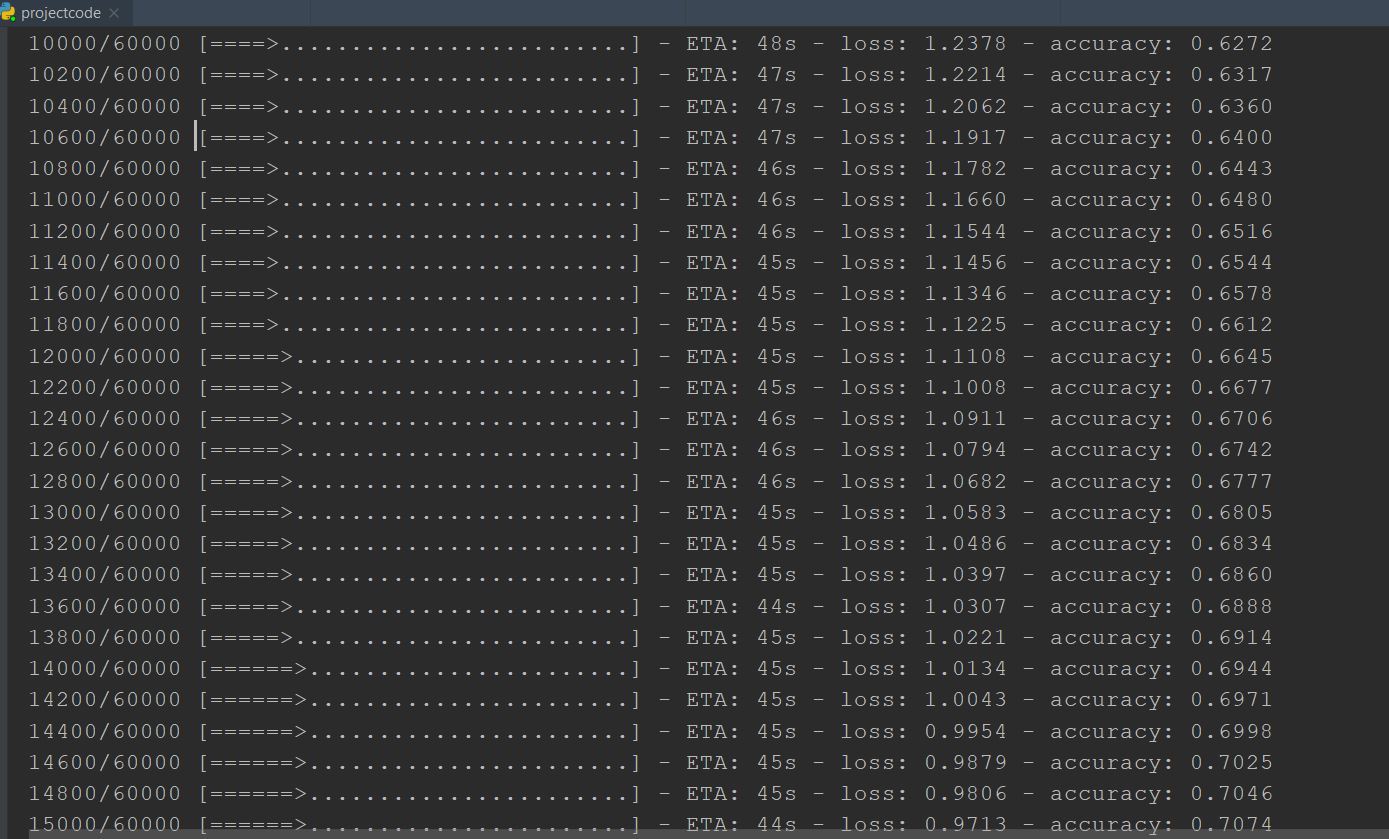 projectcode
10000/60000 [====>.........................] - ETA: 48s - loss: 1.2378 - accuracy: 0.6272
10200/60000 [====>.........................] - ETA: 47s - loss: 1.2214 - accuracy: 0.6317
10400/60000 [====>.........................] - ETA: 47s - loss: 1.2062 - accuracy: 0.6360
10600/60000 [====>.........................] - ETA: 47s - loss: 1.1917 - accuracy: 0.6400
10800/60000 [====>.........................] - ETA: 46s - loss: 1.1782 - accuracy: 0.6443
11000/60000 [====>.........................] - ETA: 46s - loss: 1.1660 - accuracy: 0.6480
11200/60000 [====>.........................] - ETA: 46s - loss: 1.1544 - accuracy: 0.6516
11400/60000 [====>.........................] - ETA: 45s - loss: 1.1456 - accuracy: 0.6544
11600/60000 [====>.........................] - ETA: 45s - loss: 1.1346 - accuracy: 0.6578
11800/60000 [====>.........................] - ETA: 45s - loss: 1.1225 - accuracy: 0.6612
12000/60000 [=====>........................] - ETA: 45s - loss: 1.1108 - accuracy: 0.6645
12200/60000 [=====>........................] - ETA: 45s - loss: 1.1008 - accuracy: 0.6677
12400/60000 [=====>........................] - ETA: 46s - loss: 1.0911 - accuracy: 0.6706
12600/60000 [=====>........................] - ETA: 46s - loss: 1.0794 - accuracy: 0.6742
12800/60000 [=====>........................] - ETA: 46s - loss: 1.0682 - accuracy: 0.6777
13000/60000 [=====>........................] - ETA: 45s - loss: 1.0583 - accuracy: 0.6805
13200/60000 [=====>........................] - ETA: 45s - loss: 1.0486 - accuracy: 0.6834
13400/60000 [=====>........................] - ETA: 45s - loss: 1.0397 - accuracy: 0.6860
13600/60000 [=====>........................] - ETA: 44s - loss: 1.0307 - accuracy: 0.6888
13800/60000 [=====>........................] - ETA: 45s - loss: 1.0221 - accuracy: 0.6914
14000/60000 [======>.......................] - ETA: 45s - loss: 1.0134 - accuracy: 0.6944
14200/60000 [======>.......................] - ETA: 45s - loss: 1.0043 - accuracy: 0.6971
14400/60000 [======>.......................] - ETA: 45s - loss: 0.9954 - accuracy: 0.6998
14600/60000 [======>.......................] - ETA: 45s - loss: 0.9879 - accuracy: 0.7025
14800/60000 [======>.......................] - ETA: 45s - loss: 0.9806 - accuracy: 0.7046
15000/60000 [======>.......................] - ETA: 44s - loss: 0.9713 - accuracy: 0.7074